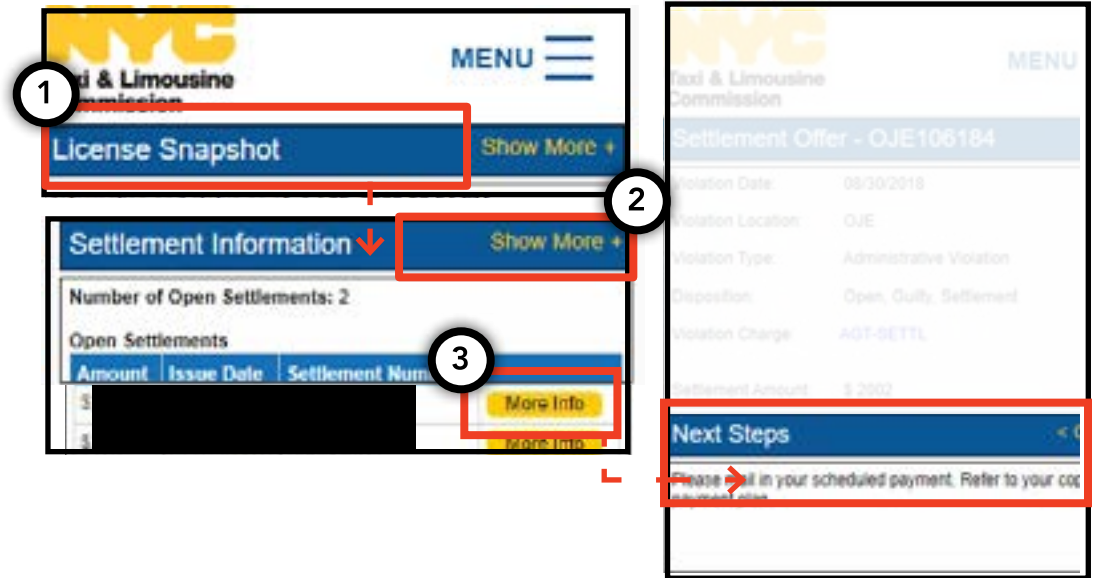 NYC
MENU
Taxi & Limousine
Commission
1
License Snapshot
Show More +
2
Settlement Information
Show More +
Number of Open Settlements: 2
Open Settlements
Amount Issue Date Settlement Num
3
$
More Info
$
More Info
NYC
MENU
Taxi & Limousine
Commission
Settlement Offer - OJE106184
Violation Date: 08/30/2018
Violation Location: OJE
Violation Type: Administrative Violation
Disposition: Open, Guilty, Settlement
Violation Charge: AGT-SETTL
Settlement Amount: $ 2002
Next Steps
<
Please mail in your scheduled payment. Refer to your cop
payment plan